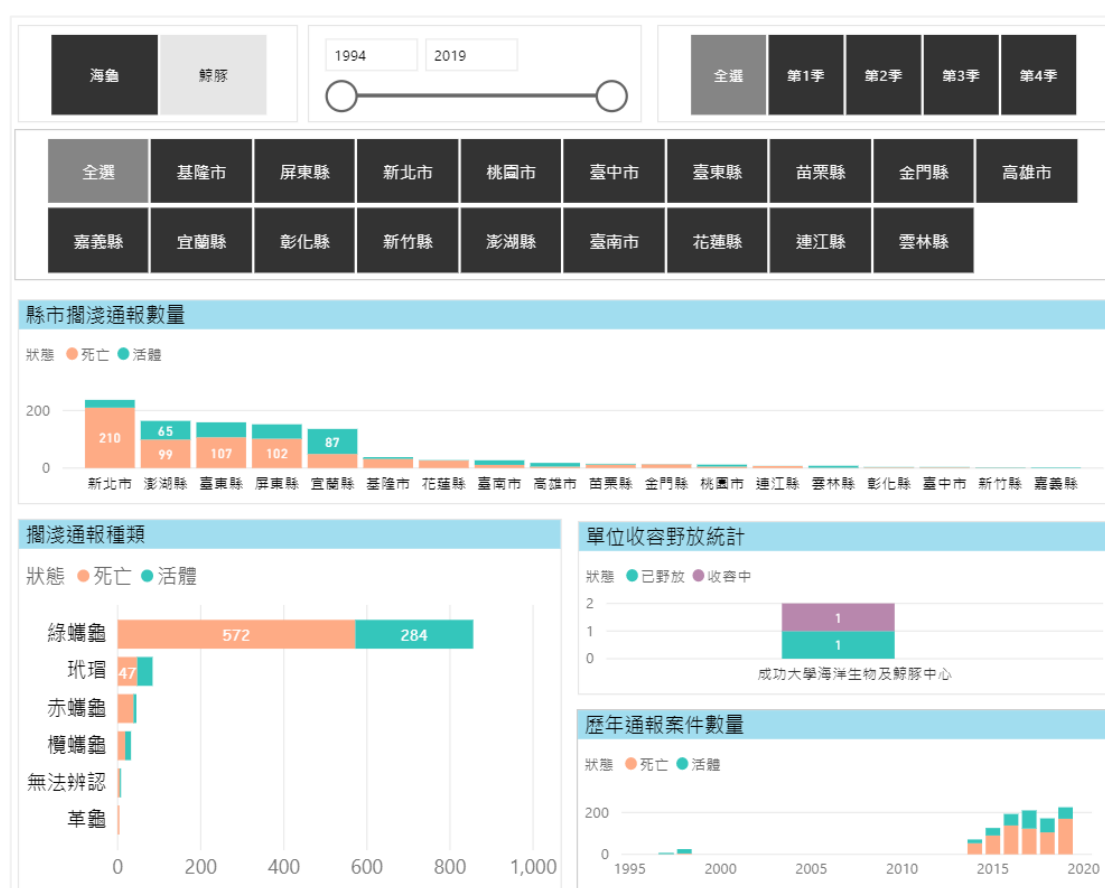 海龜 鯨豚
1994 2019
全選 第1季 第2季 第3季 第4季
全選 基隆市 屏東縣 新北市 桃園市 臺中市 臺東縣 苗栗縣 金門縣 高雄市
嘉義縣 宜蘭縣 彰化縣 新竹縣 澎湖縣 臺南市 花蓮縣 連江縣 雲林縣
縣市擱淺通報數量
狀態 死亡 活體
200
0
210 65 99 107 102 87
新北市 澎湖縣 臺東縣 屏東縣 宜蘭縣 基隆市 花蓮縣 臺南市 高雄市 苗栗縣 金門縣 桃園市 連江縣 雲林縣 彰化縣 臺中市 新竹縣 嘉義縣
擱淺通報種類
狀態 死亡 活體
綠蠵龜 572 284
玳瑁 47
赤蠵龜
欖蠵龜
無法辨認
革龜
0 200 400 600 800 1,000
單位收容野放統計
狀態 已野放 收容中
2
1
0
1
1
成功大學海洋生物及鯨豚中心
歷年通報案件數量
狀態 死亡 活體
200
0
1995 2000 2005 2010 2015 2020